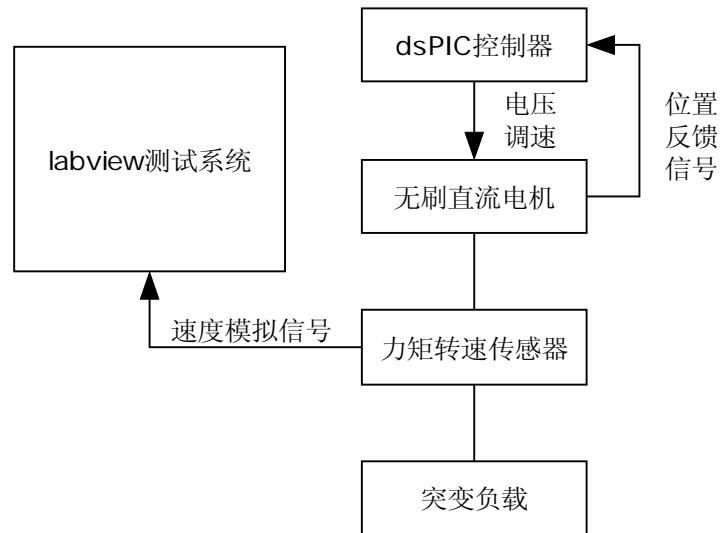 dsPIC控制器
电压
调速
位置
反馈
信号
labview测试系统
无刷直流电机
速度模拟信号
力矩转速传感器
突变负载